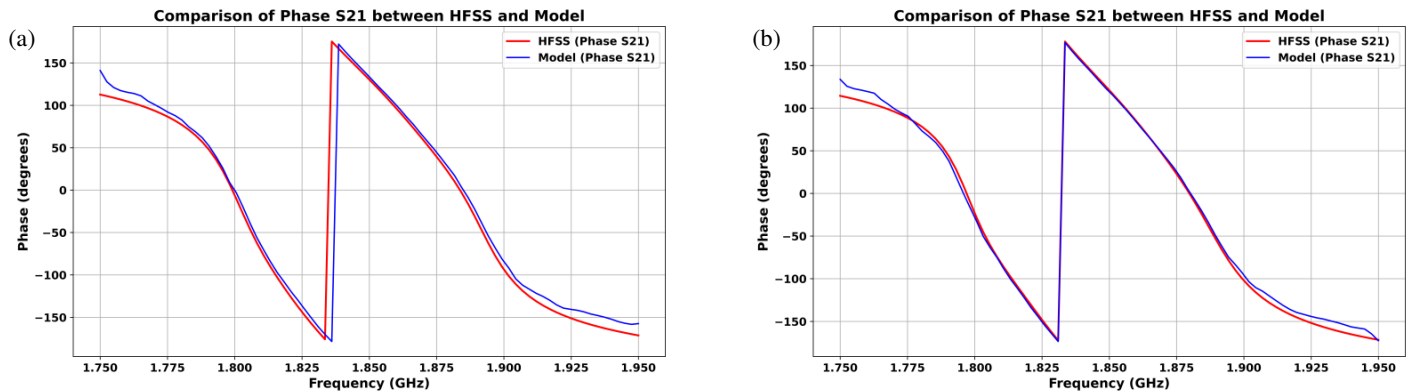 (a)
Comparison of Phase S21 between HFSS and Model
HFSS (Phase S21)
Model (Phase S21)
Phase (degrees)
150
100
50
0
−50
−100
−150
1.750 1.775 1.800 1.825 1.850 1.875 1.900 1.925 1.950
Frequency (GHz)
(b)
Comparison of Phase S21 between HFSS and Model
HFSS (Phase S21)
Model (Phase S21)
Phase (degrees)
150
100
50
0
−50
−100
−150
1.750 1.775 1.800 1.825 1.850 1.875 1.900 1.925 1.950
Frequency (GHz)